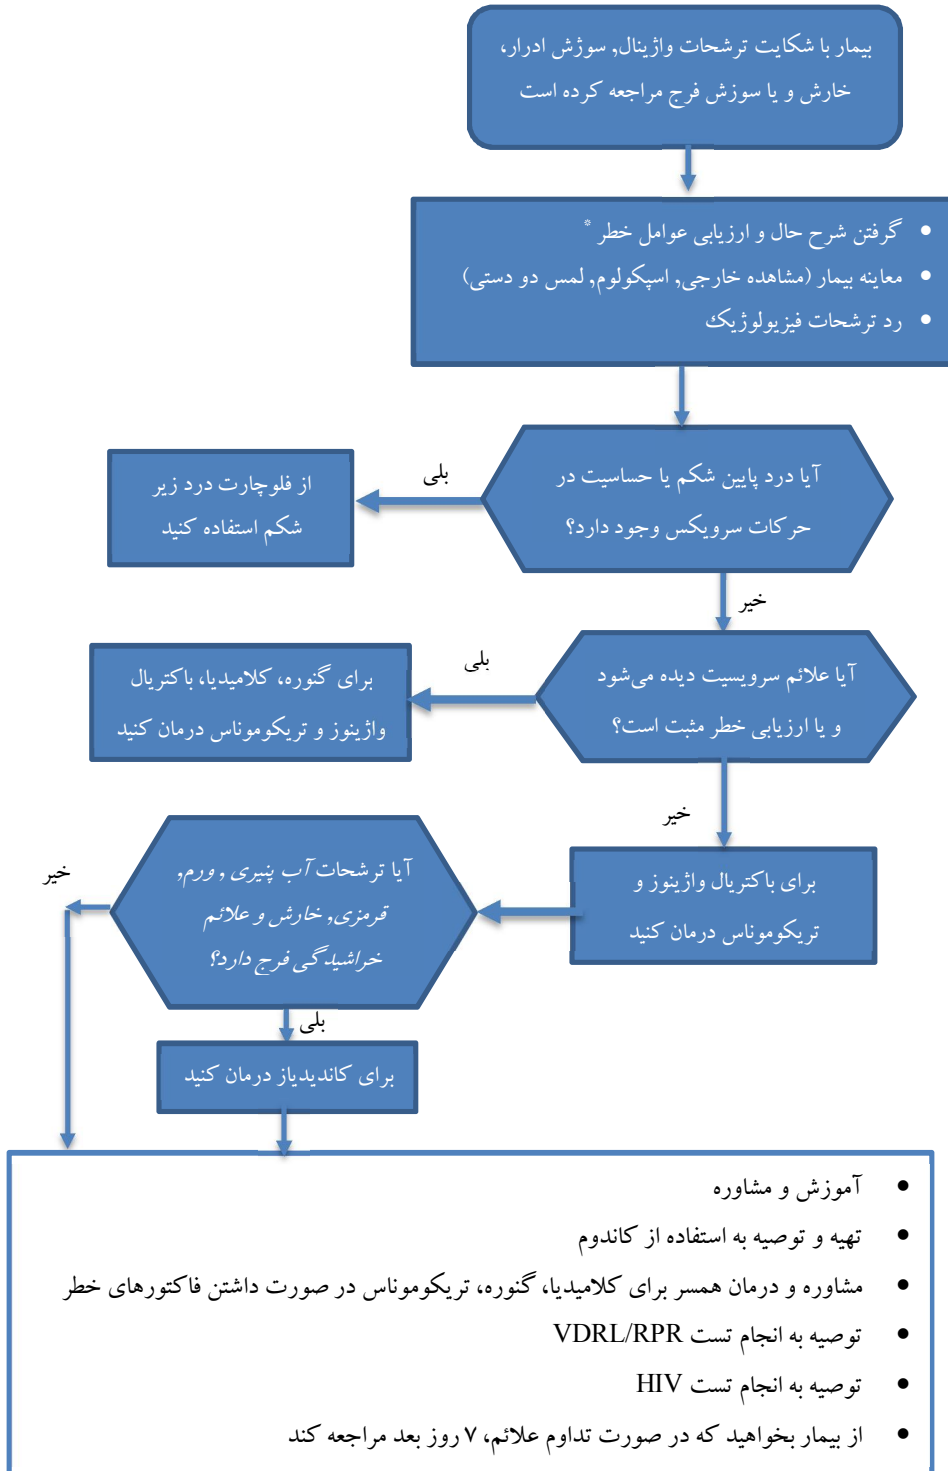 بیمار با شکایت ترشحات واژینال, سوژش ادرار،
خارش و یا سوزش فرج مراجعه کرده است
• گرفتن شرح حال و ارزیابی عوامل خطر *
• معاینه بیمار (مشاهده خارجی, اسپکولوم, لمس دو دستی)
• رد ترشحات فیزیولوژیک
آیا درد پایین شکم یا حساسیت در
حرکات سرویکس وجود دارد؟
بلی
از فلوچارت درد زیر
شکم استفاده کنید
خیر
آیا علائم سرویسیت دیده می‌شود
و یا ارزیابی خطر مثبت است؟
بلی
برای گنوره، کلامیدیا، باکتریال
واژینوز و تریکوموناس درمان کنید
خیر
برای باکتریال واژینوز و
تریکوموناس درمان کنید
آیا ترشحات آب پنیری , ورم,
قرمزی, خارش و علائم
خراشیدگی فرج دارد؟
خیر
بلی
برای کاندیدیاز درمان کنید
• آموزش و مشاوره
• تهیه و توصیه به استفاده از کاندوم
• مشاوره و درمان همسر برای کلامیدیا، گنوره، تریکوموناس در صورت داشتن فاکتورهای خطر
• توصیه به انجام تست VDRL/RPR
• توصیه به انجام تست HIV
• از بیمار بخواهید که در صورت تداوم علائم، ۷ روز بعد مراجعه کند